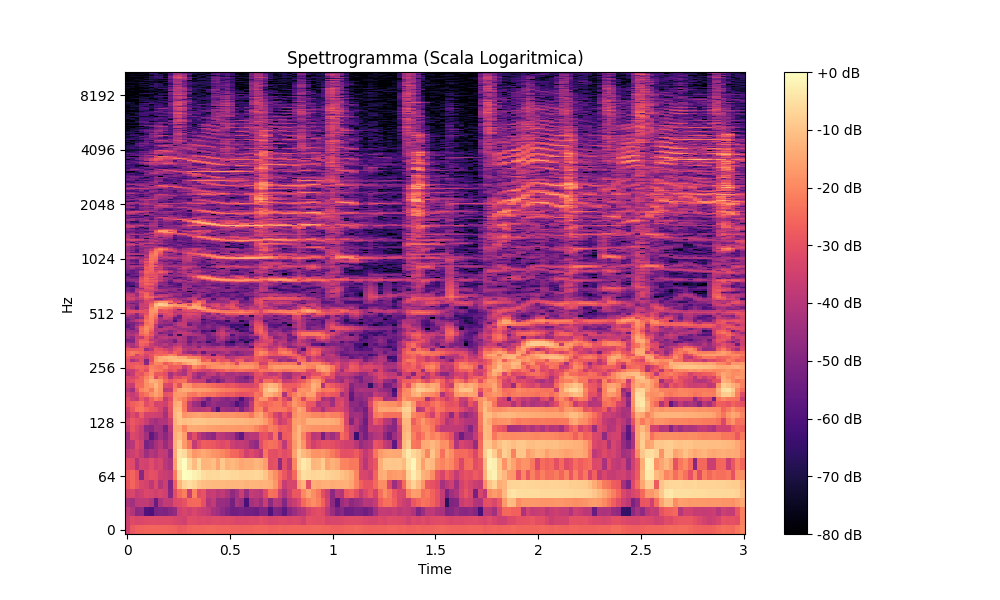 Spettrogramma (Scala Logaritmica)
Hz
8192
4096
2048
1024
512
256
128
64
0
0
0.5
1
1.5
2
2.5
3
Time
+0 dB
-10 dB
-20 dB
-30 dB
-40 dB
-50 dB
-60 dB
-70 dB
-80 dB